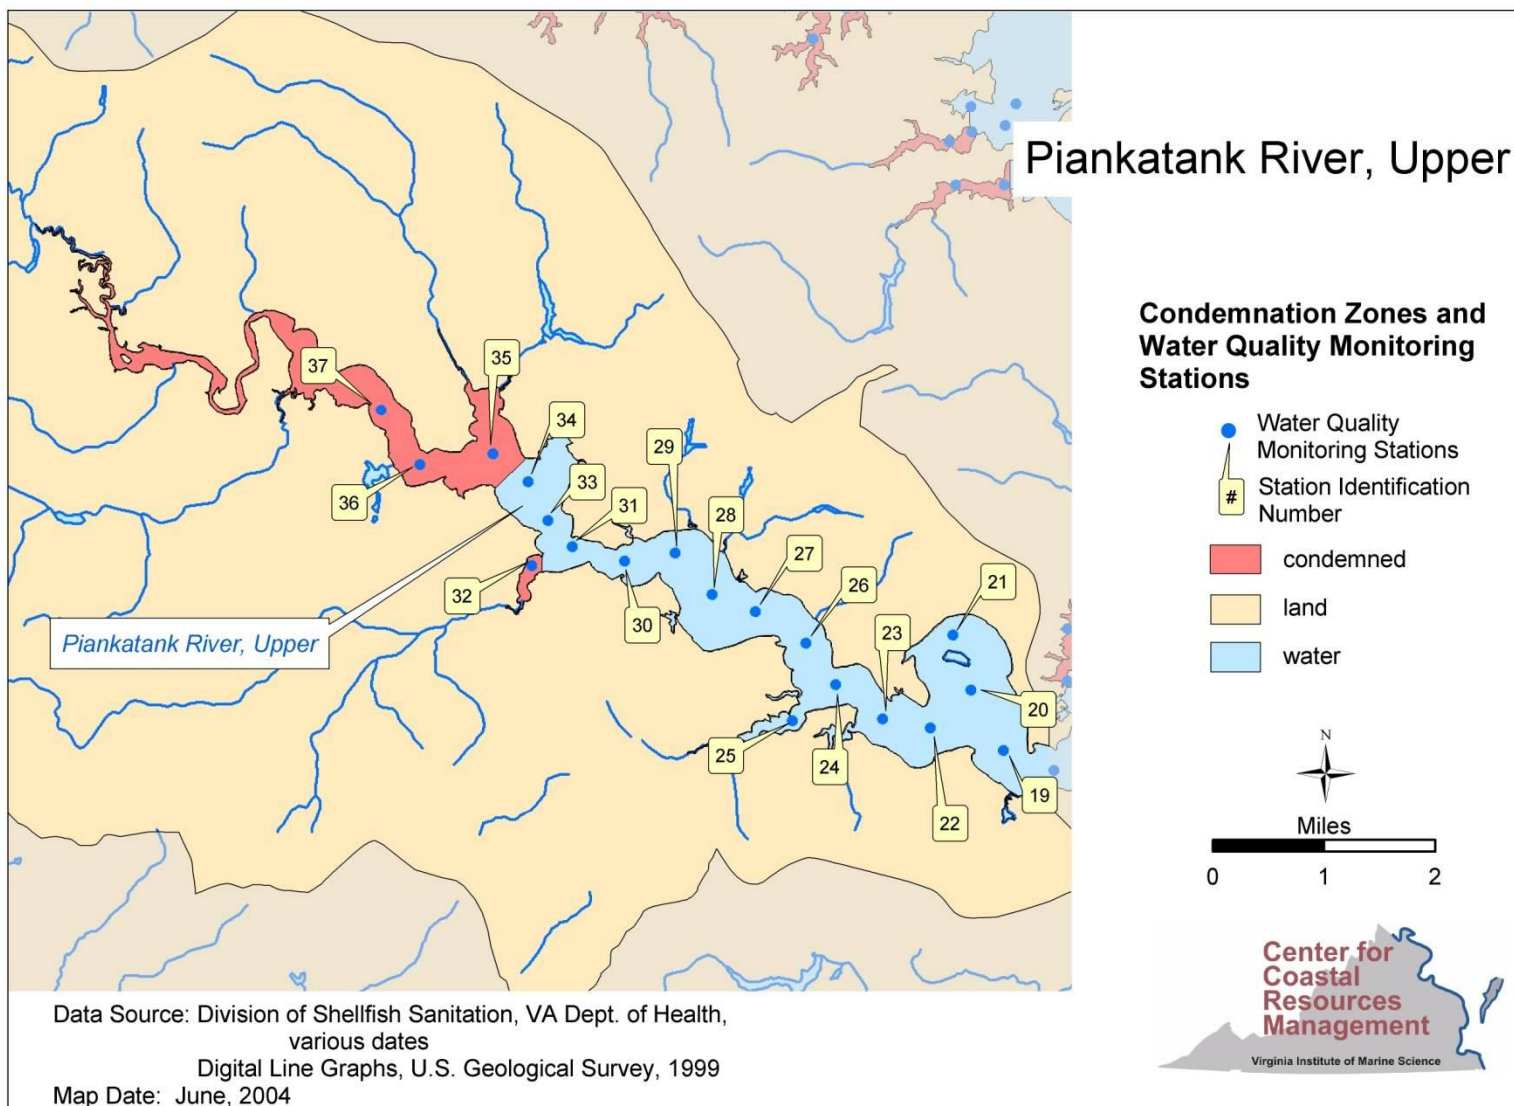 Piankatank River, Upper
Condemnation Zones and
Water Quality Monitoring
Stations
Water Quality
Monitoring Stations
#
Station Identification
Number
condemned
land
water
N
Miles
0 1 2
37
35
34
33
36
31
29
28
27
26
32
30
23
21
Piankatank River, Upper
25
24
20
22
19
Center for
Coastal
Resources
Management
Virginia Institute of Marine Science
Data Source: Division of Shellfish Sanitation, VA Dept. of Health,
various dates
Digital Line Graphs, U.S. Geological Survey, 1999
Map Date: June, 2004